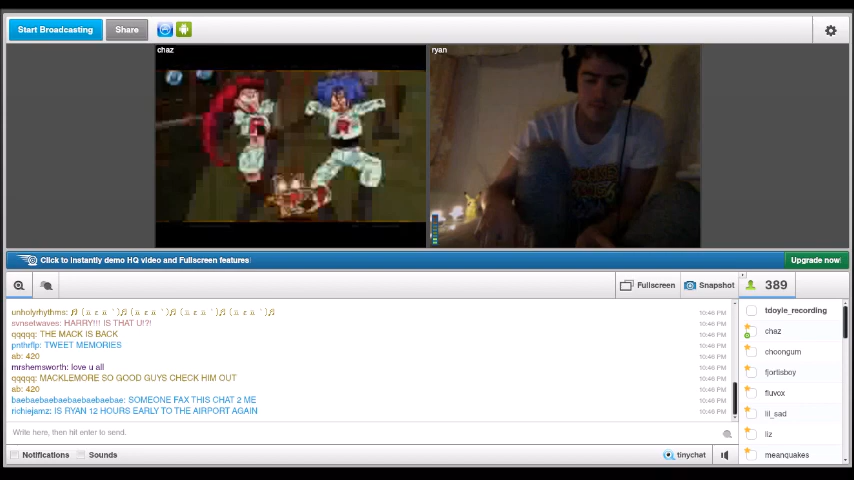 Start Broadcasting
Share
chaz
ryan
Click to instantly demo HQ video and Fullscreen features!
Upgrade now!
Fullscreen
Snapshot
389
svnsetwaves: HARRY!!! IS THAT U!?!
10:46 PM
qqqqq: THE MACK IS BACK
10:46 PM
pnthrflp: TWEET MEMORIES
10:46 PM
ab: 420
10:46 PM
mrshemsworth: love u all
10:46 PM
qqqqq: MACKLEMORE SO GOOD GUYS CHECK HIM OUT
10:46 PM
ab: 420
10:46 PM
baebaebaebaebaebaebae: SOMEONE FAX THIS CHAT 2 ME
10:46 PM
richiejamz: IS RYAN 12 HOURS EARLY TO THE AIRPORT AGAIN
10:46 PM
Write here, then hit enter to send.
Notifications
Sounds
tinychat
tdoyle_recording
chaz
choongum
fjortisboy
fluvox
lil_sad
liz
meanquakes